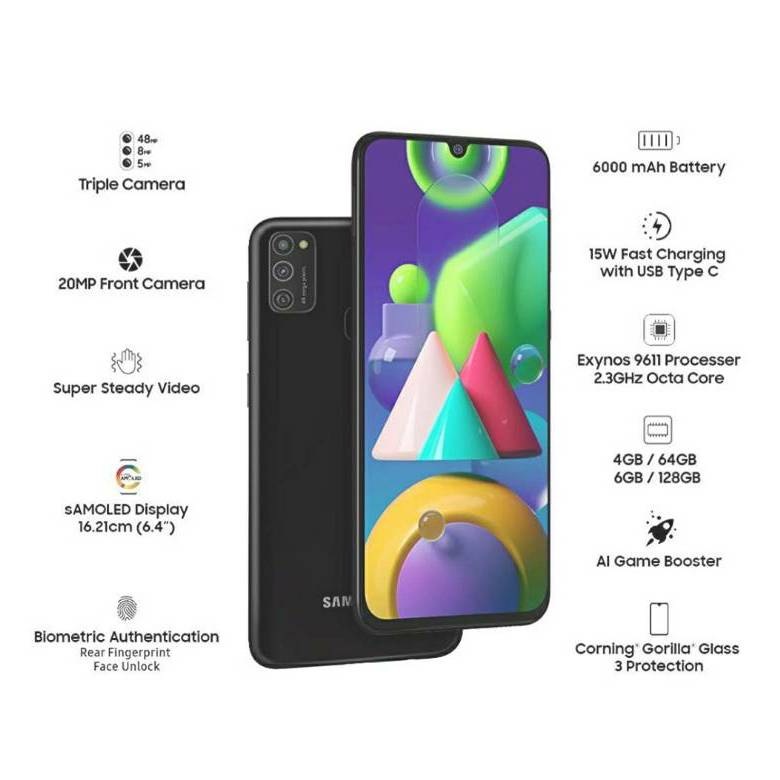 48MP
8MP
5MP
Triple Camera
20MP Front Camera
Super Steady Video
AMOLED
sAMOLED Display
16.21cm (6.4")
Biometric Authentication
Rear Fingerprint
Face Unlock
SAM
6000 mAh Battery
15W Fast Charging
with USB Type C
Exynos 9611 Processer
2.3GHz Octa Core
4GB / 64GB
6GB / 128GB
AI Game Booster
Corning® Gorilla® Glass
3 Protection